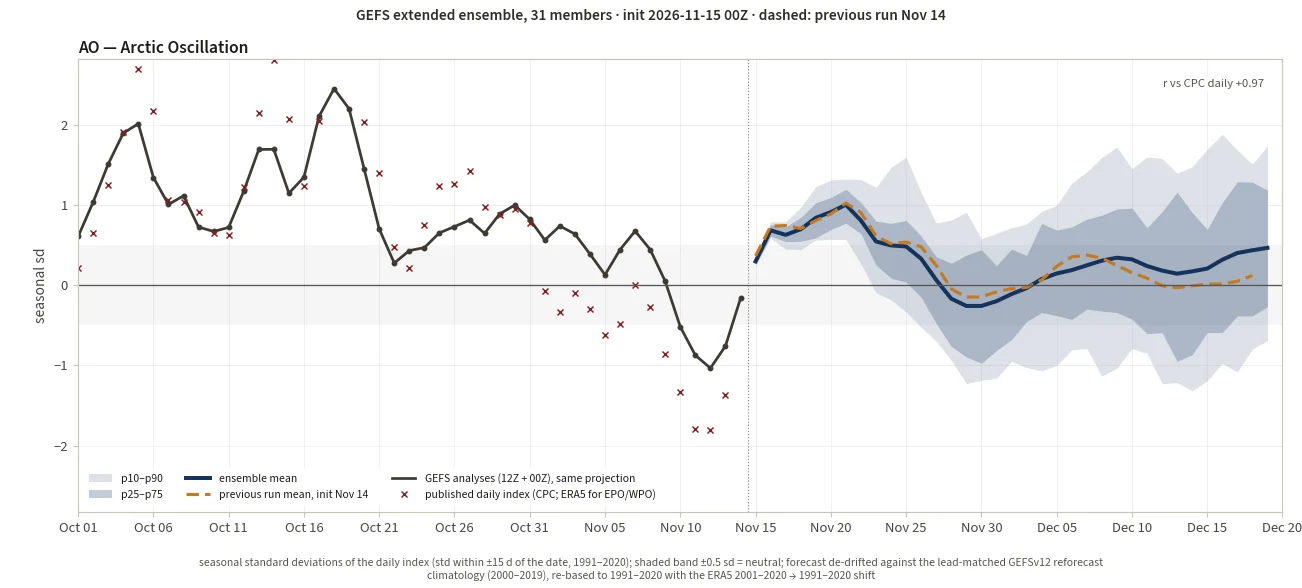 GEFS extended ensemble, 31 members · init 2026-11-15 00Z · dashed: previous run Nov 14
AO — Arctic Oscillation
r vs CPC daily +0.97
seasonal sd
2
1
0
−1
−2
p10–p90
ensemble mean
GEFS analyses (12Z + 00Z), same projection
p25–p75
previous run mean, init Nov 14
published daily index (CPC; ERA5 for EPO/WPO)
Oct 01
Oct 06
Oct 11
Oct 16
Oct 21
Oct 26
Oct 31
Nov 05
Nov 10
Nov 15
Nov 20
Nov 25
Nov 30
Dec 05
Dec 10
Dec 15
Dec 20
seasonal standard deviations of the daily index (std within ±15 d of the date, 1991–2020); shaded band ±0.5 sd = neutral; forecast de-drifted against the lead-matched GEFSv12 reforecast
climatology (2000–2019), re-based to 1991–2020 with the ERA5 2001–2020 → 1991–2020 shift